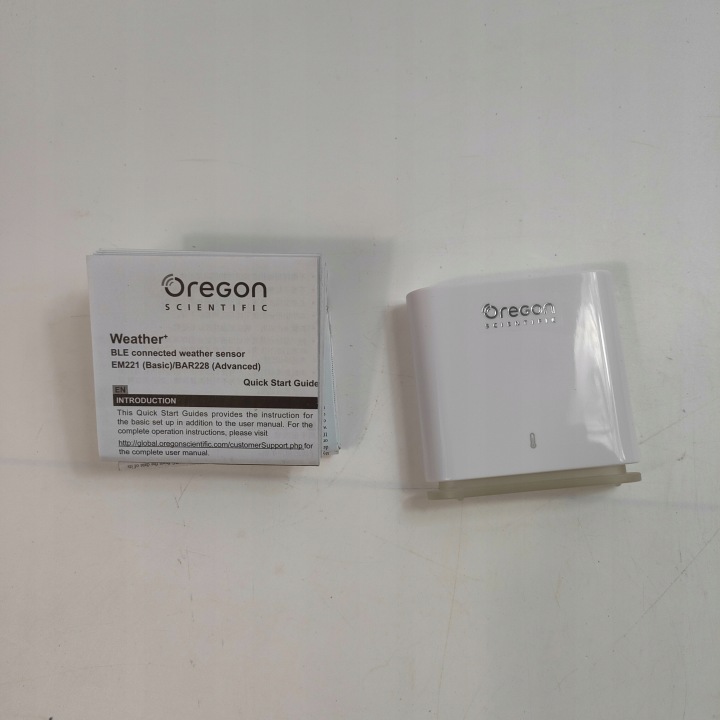 Oregon
SCIENTIFIC
Weather+
BLE connected weather sensor
EM221 (Basic)/BAR228 (Advanced)
Quick Start Guide
EN
INTRODUCTION
This Quick Start Guides provides the instruction for
the basic set up in addition to the user manual. For the
complete operation instructions, please visit
http://global.oregonscientific.com/customerSupport.php for
the complete user manual.
Oregon
SCIENTIFIC